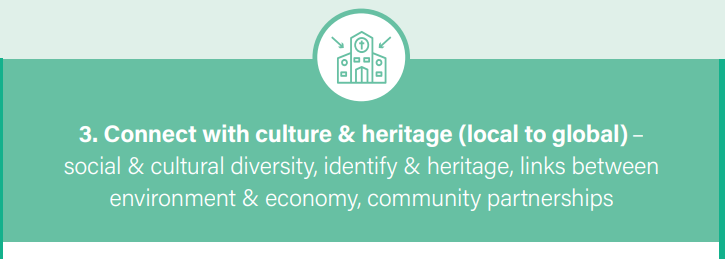 3. Connect with culture & heritage (local to global) –
social & cultural diversity, identify & heritage, links between
environment & economy, community partnerships